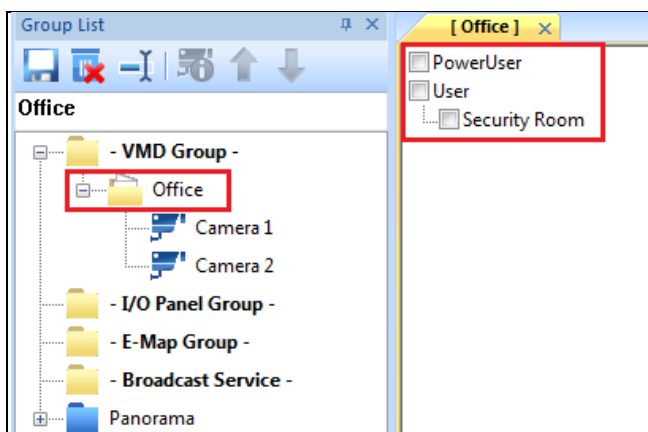 Group List
Office
- VMD Group -
Office
Camera 1
Camera 2
- I/O Panel Group -
- E-Map Group -
- Broadcast Service -
Panorama
[ Office ]
PowerUser
User
Security Room